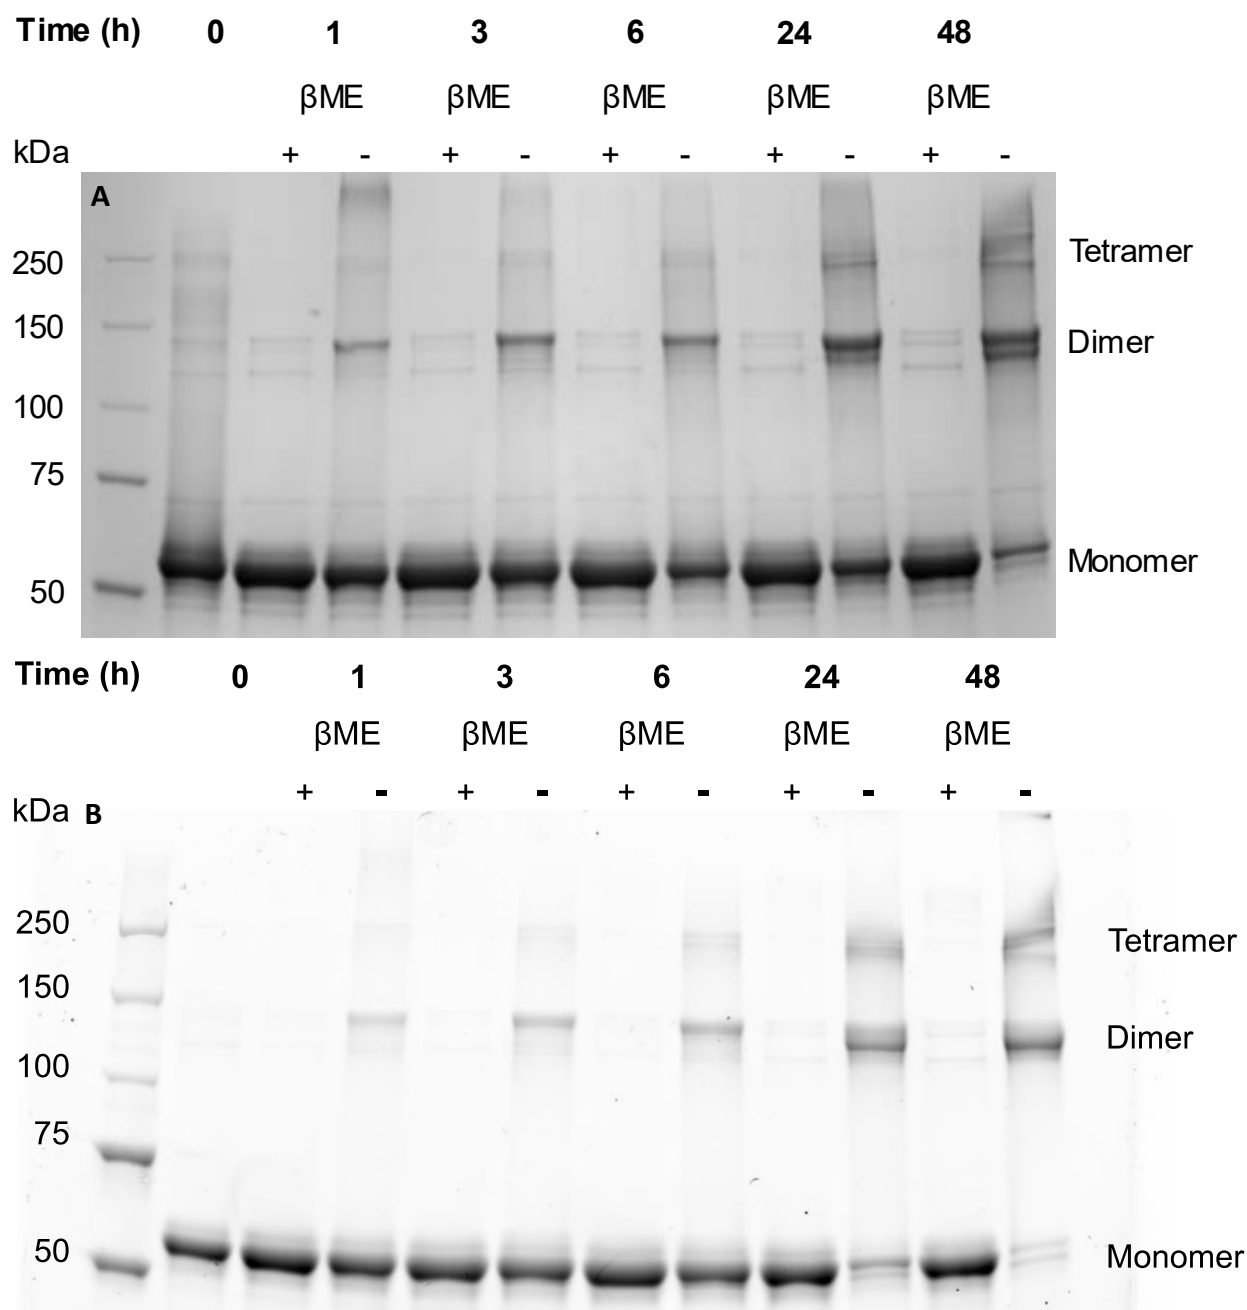 Time (h) 0 1 3 6 24 48
βME βME βME βME βME
kDa + - + - + - + - + -
A
250 Tetramer
150 Dimer
100
75
Monomer
50
Time (h) 0 1 3 6 24 48
βME βME βME βME βME
+ - + - + - + - + -
kDa B
250 Tetramer
150
Dimer
100
75
50 Monomer